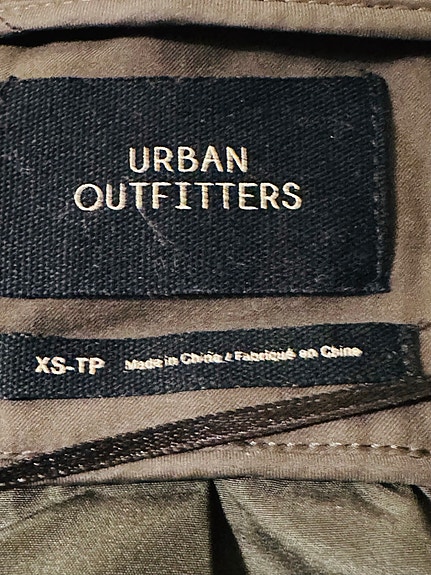 URBAN
OUTFITTERS
XS-TP Made in China / Fabriqué en Chine